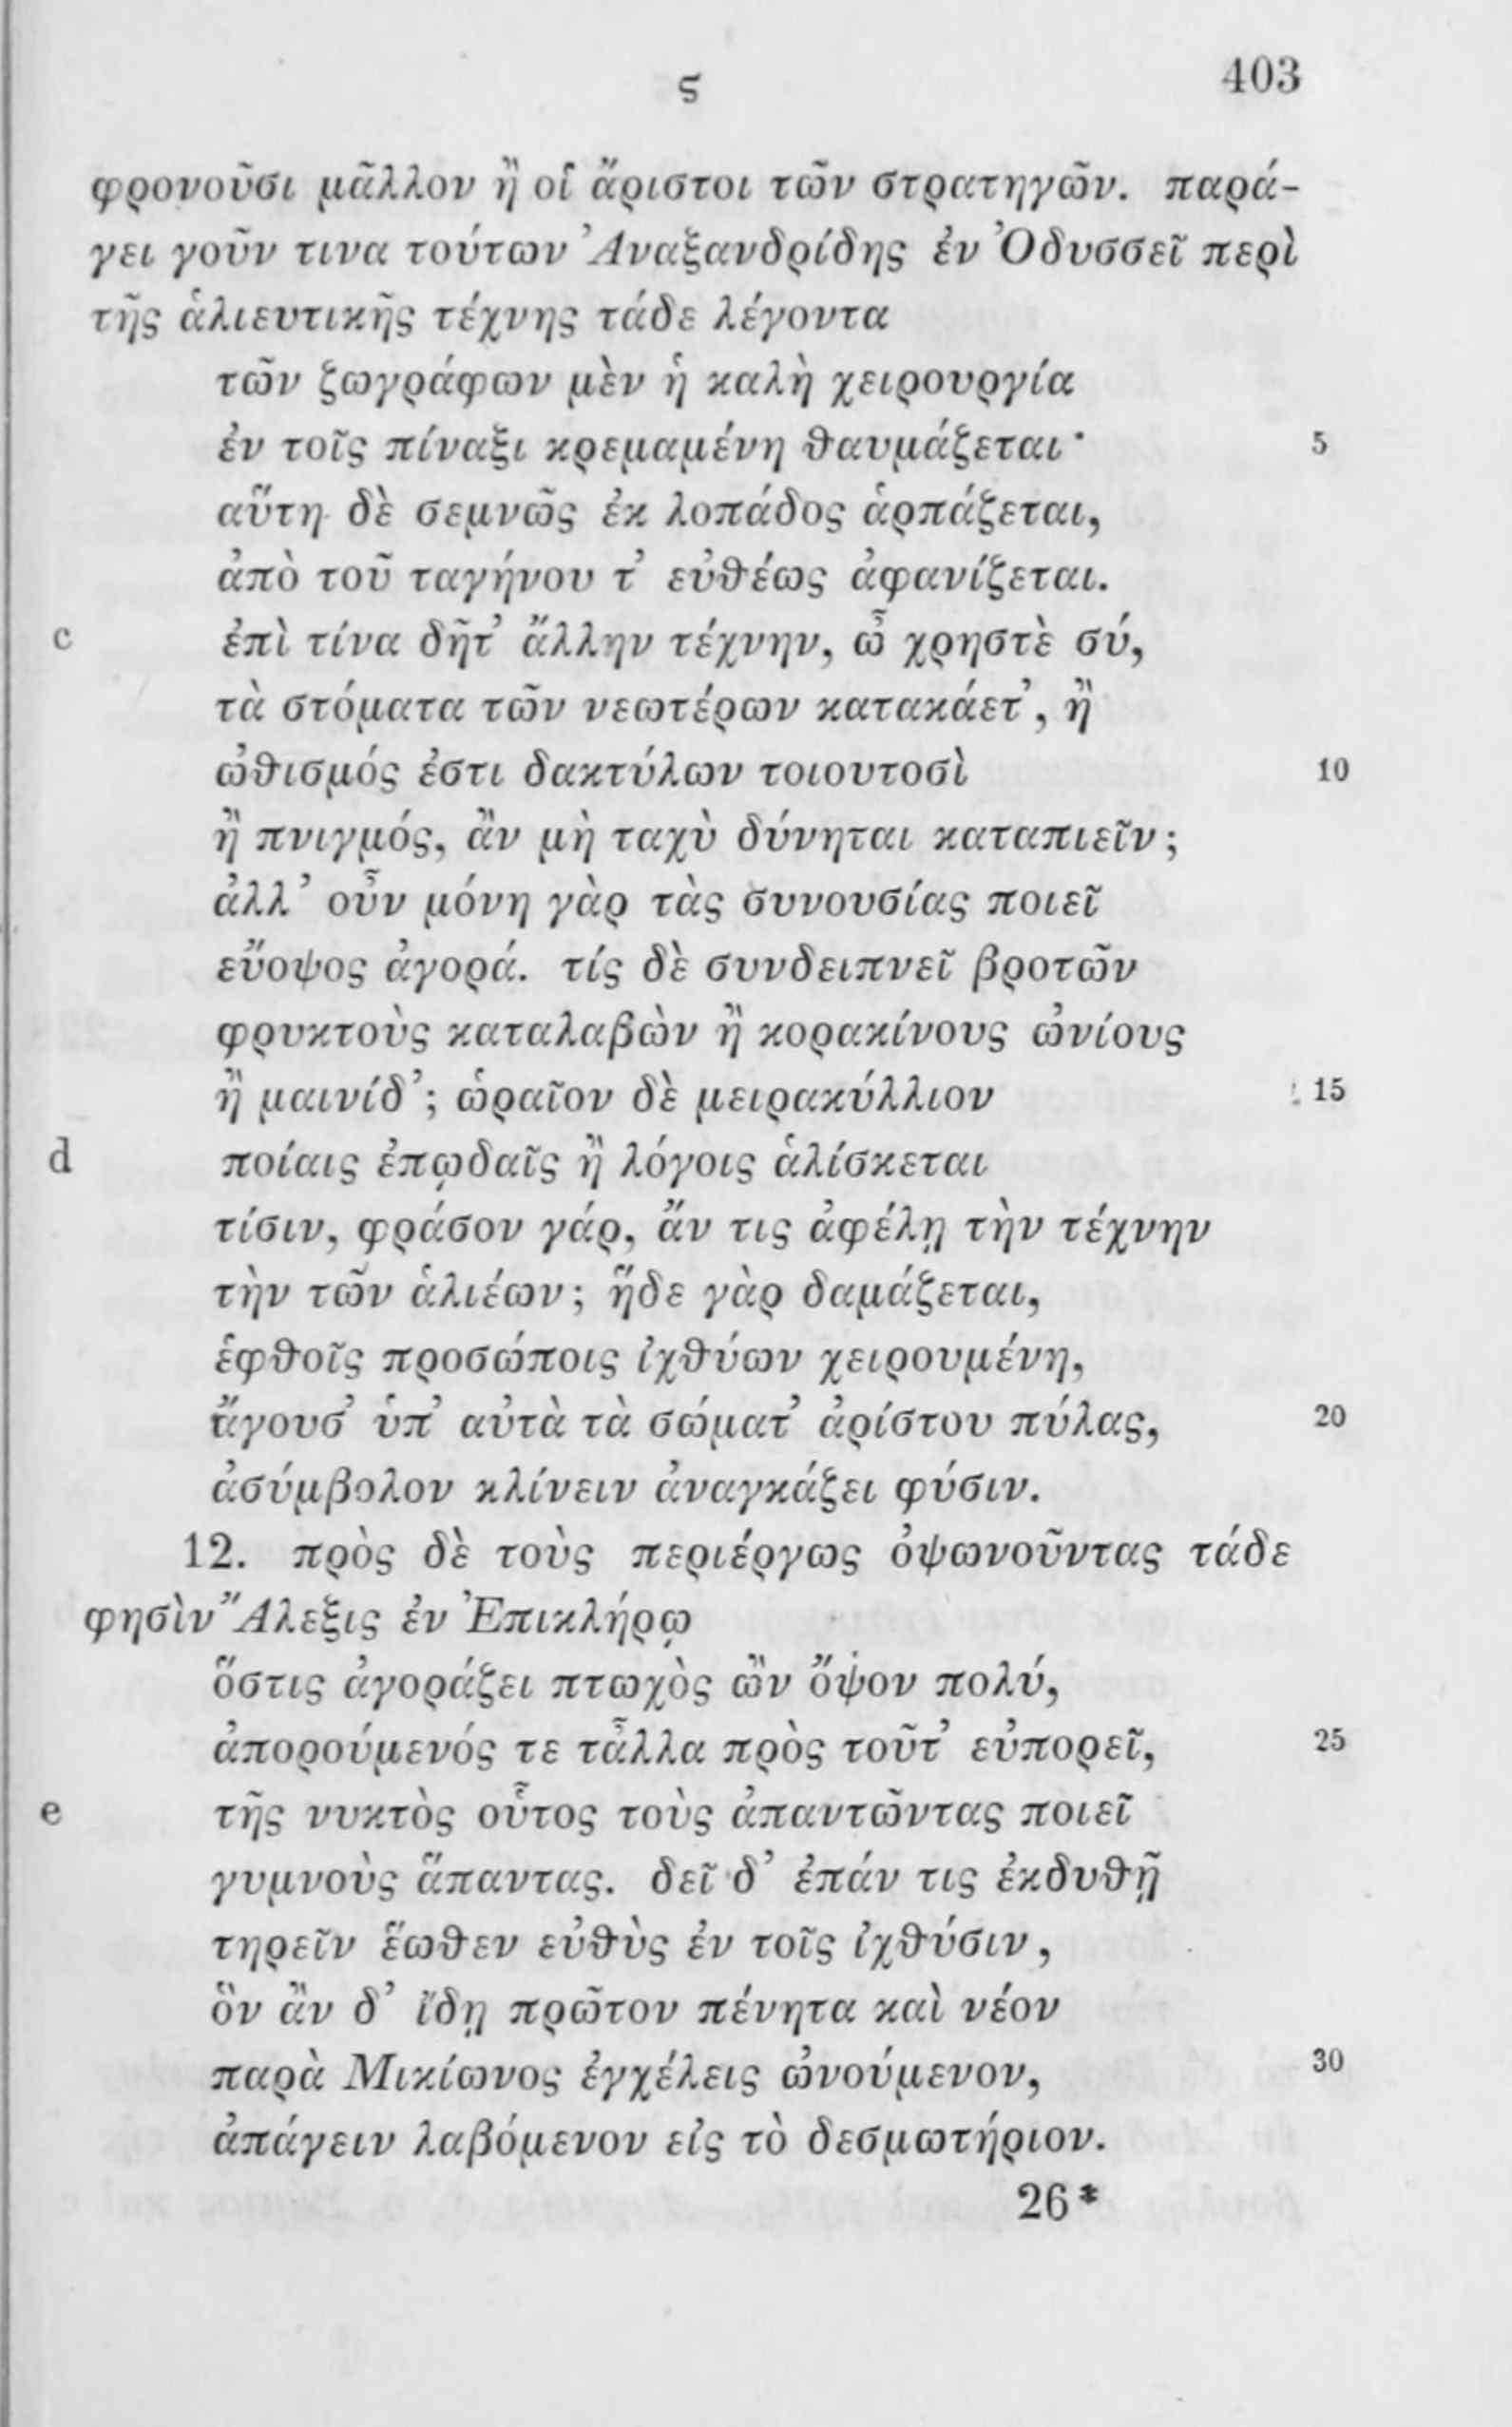 ς 403
φρονοῦσι μᾶλλον ἢ οἱ ἄριστοι τῶν στρατηγῶν. παρά-
γει γοῦν τινα τούτων Ἀναξανδρίδης ἐν Ὀδυσσεῖ περὶ
τῆς ἁλιευτικῆς τέχνης τάδε λέγοντα
τῶν ζωγράφων μὲν ἡ καλὴ χειρουργία
ἐν τοῖς πίναξι κρεμαμένη θαυμάζεται· 5
αὕτη δὲ σεμνῶς ἐκ λοπάδος ἁρπάζεται,
ἀπὸ τοῦ ταγήνου τ’ εὐθέως ἀφανίζεται.
c ἐπὶ τίνα δῆτ’ ἄλλην τέχνην, ὦ χρηστὲ σύ,
τὰ στόματα τῶν νεωτέρων κατακάετ’, ἢ
ὠθισμός ἐστι δακτύλων τοιουτοσὶ 10
ἢ πνιγμός, ἂν μὴ ταχὺ δύνηται καταπιεῖν;
ἀλλ’ οὖν μόνη γὰρ τὰς συνουσίας ποιεῖ
εὔοψος ἀγορά. τίς δὲ συνδειπνεῖ βροτῶν
φρυκτοὺς καταλαβὼν ἢ κορακίνους ὠνίους
ἢ μαινίδ’; ὡραῖον δὲ μειρακύλλιον 15
d ποίαις ἐπῳδαῖς ἢ λόγοις ἁλίσκεται
τίσιν, φράσον γάρ, ἄν τις ἀφέλῃ τὴν τέχνην
τὴν τῶν ἁλιέων; ἥδε γὰρ δαμάζεται,
ἑφθοῖς προσώποις ἰχθύων χειρουμένη,
ἄγουσ’ ὑπ’ αὐτὰ τὰ σώματ’ ἀρίστου πύλας, 20
ἀσύμβολον κλίνειν ἀναγκάζει φύσιν.
12. πρὸς δὲ τοὺς περιέργως ὀψωνοῦντας τάδε
φησὶν Ἄλεξις ἐν Ἐπικλήρῳ
ὅστις ἀγοράζει πτωχὸς ὢν ὄψον πολύ,
ἀπορούμενός τε τἆλλα πρὸς τοῦτ’ εὐπορεῖ, 25
e τῆς νυκτὸς οὗτος τοὺς ἀπαντῶντας ποιεῖ
γυμνοὺς ἅπαντας. δεῖ δ’ ἐπάν τις ἐκδυθῇ
τηρεῖν ἕωθεν εὐθὺς ἐν τοῖς ἰχθύσιν,
ὃν ἂν δ’ ἴδῃ πρῶτον πένητα καὶ νέον
παρὰ Μικίωνος ἐγχέλεις ὠνούμενον, 30
ἀπάγειν λαβόμενον εἰς τὸ δεσμωτήριον.
26*